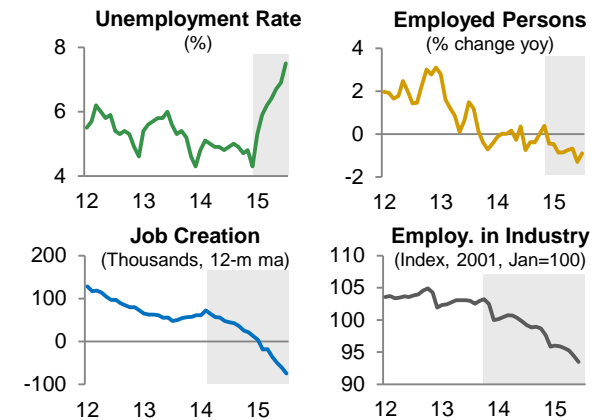 Unemployment Rate
(%)
8
6
4
12 13 14 15
Employed Persons
(% change yoy)
4
2
0
-2
12 13 14 15
Job Creation
(Thousands, 12-m ma)
200
100
0
-100
12 13 14 15
Employ. in Industry
(Index, 2001, Jan=100)
110
105
100
95
90
12 13 14 15